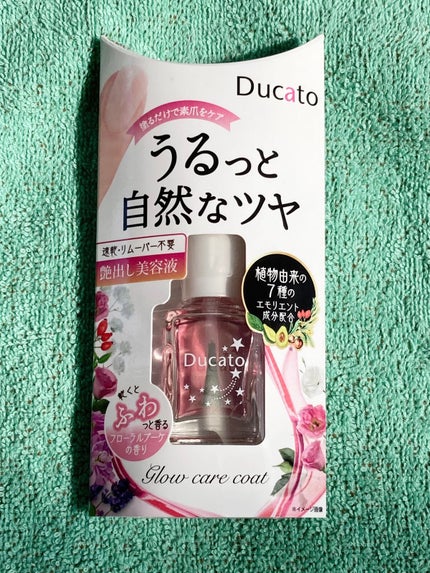 Ducato
塗るだけで素爪をケア
うるっと
自然なツヤ
速乾・リムーバー不要
艶出し美容液
植物由来の
7種の
エモリエント
成分配合
Ducato
乾くと
ふわ
っと香る
フローラルブーケ
の香り
Glow care coat
※イメージ画像